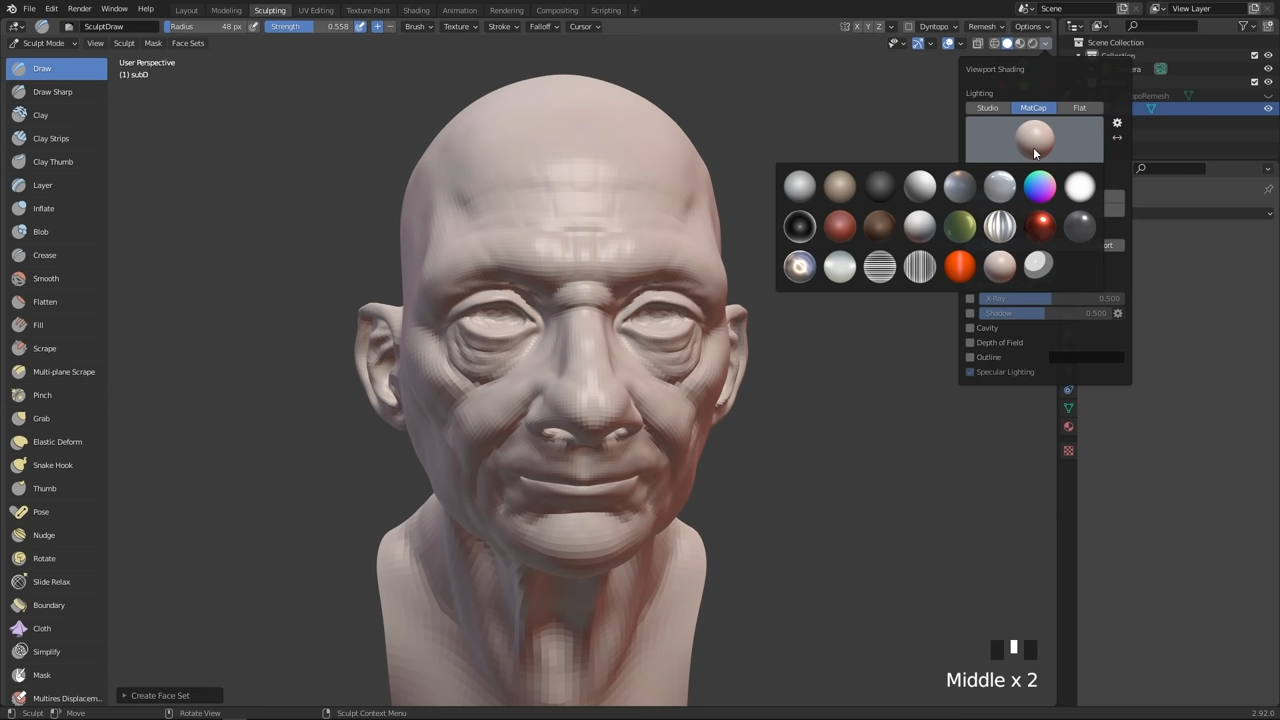 File Edit Render Window Help Layout Modeling Sculpting UV Editing Texture Paint Shading Animation Rendering Compositing Scripting + Scene View Layer
SculptDraw Radius 48 px Strength 0.558 Brush Texture Stroke Falloff Cursor X Y Z Dyntopo Remesh Options
Sculpt Mode View Sculpt Mask Face Sets
Scene Collection
User Perspective
(1) subD
Viewport Shading
Lighting
Studio MatCap Flat
Draw
Draw Sharp
Clay
Clay Strips
Clay Thumb
Layer
Inflate
Blob
Crease
Smooth
Flatten
Fill
Scrape
Multi-plane Scrape
Pinch
Grab
Elastic Deform
Snake Hook
Thumb
Pose
Nudge
Rotate
Slide Relax
Boundary
Cloth
Simplify
Mask
Multires Displacem...
X-Ray 0.500
Shadow 0.500
Cavity
Depth of Field
Outline
Specular Lighting
Middle x 2
Create Face Set
Sculpt Move Rotate View Sculpt Context Menu 2.92.0